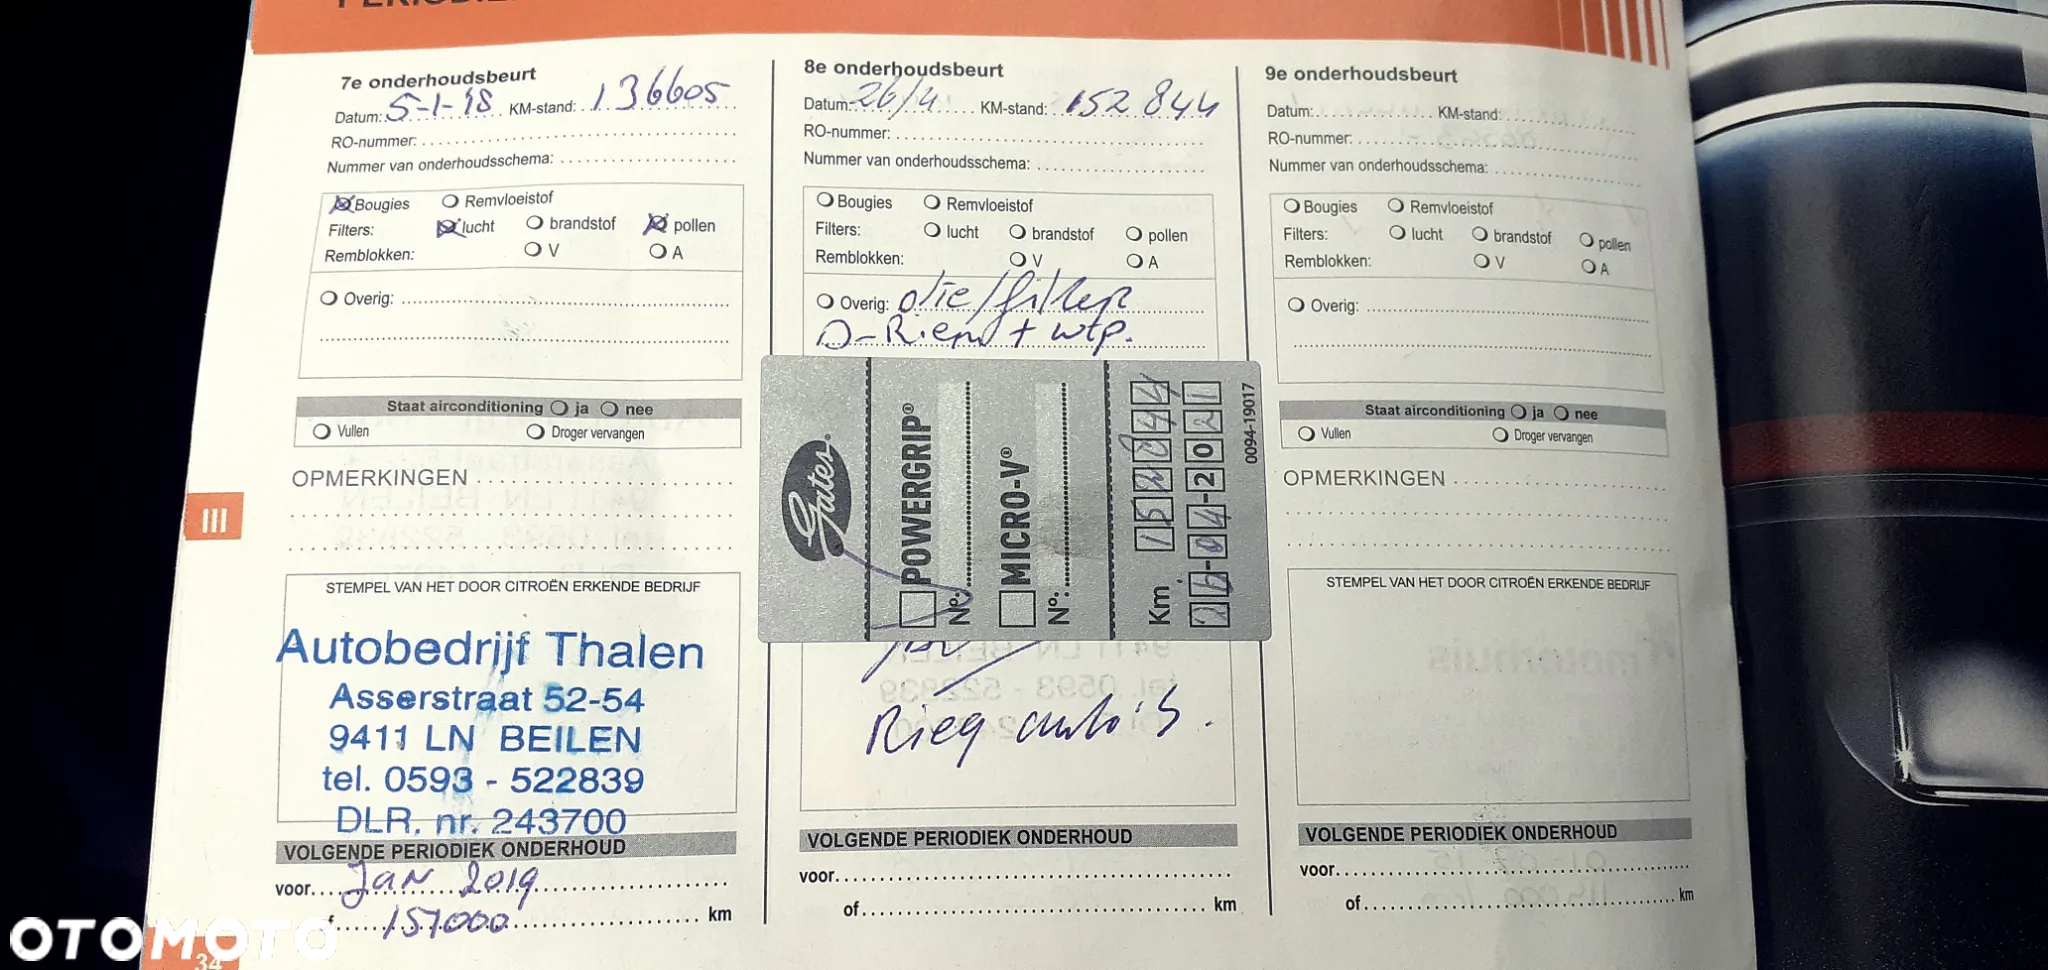 7e onderhoudsbeurt
Datum: 5-1-18 KM-stand: 136605
RO-nummer:
Nummer van onderhoudsschema:
Bougies Remvloeistof
Filters: lucht brandstof pollen
Remblokken: V A
Overig:
Staat airconditioning ja nee
Vullen Droger vervangen
OPMERKINGEN
STEMPEL VAN HET DOOR CITROËN ERKENDE BEDRIJF
Autobedrijf Thalen
Asserstraat 52-54
9411 LN BEILEN
tel. 0593 - 522839
DLR. nr. 243700
VOLGENDE PERIODIEK ONDERHOUD
voor. Jan 2019
157000 km
8e onderhoudsbeurt
Datum: 26/4 KM-stand: 152844
RO-nummer:
Nummer van onderhoudsschema:
Bougies Remvloeistof
Filters: lucht brandstof pollen
Remblokken: V A
Overig: olie/filter
D-Riem + wtp.
Gates®
POWERGRIP®
N°:
MICRO-V®
N°:
Km 152844
26-04-2021
0094-19017
Rieg auto's.
VOLGENDE PERIODIEK ONDERHOUD
voor
of km
9e onderhoudsbeurt
Datum: KM-stand:
RO-nummer:
Nummer van onderhoudsschema:
Bougies Remvloeistof
Filters: lucht brandstof pollen
Remblokken: V A
Overig:
Staat airconditioning ja nee
Vullen Droger vervangen
OPMERKINGEN
STEMPEL VAN HET DOOR CITROËN ERKENDE BEDRIJF
VOLGENDE PERIODIEK ONDERHOUD
voor
of km
III
34
OTOMOTO